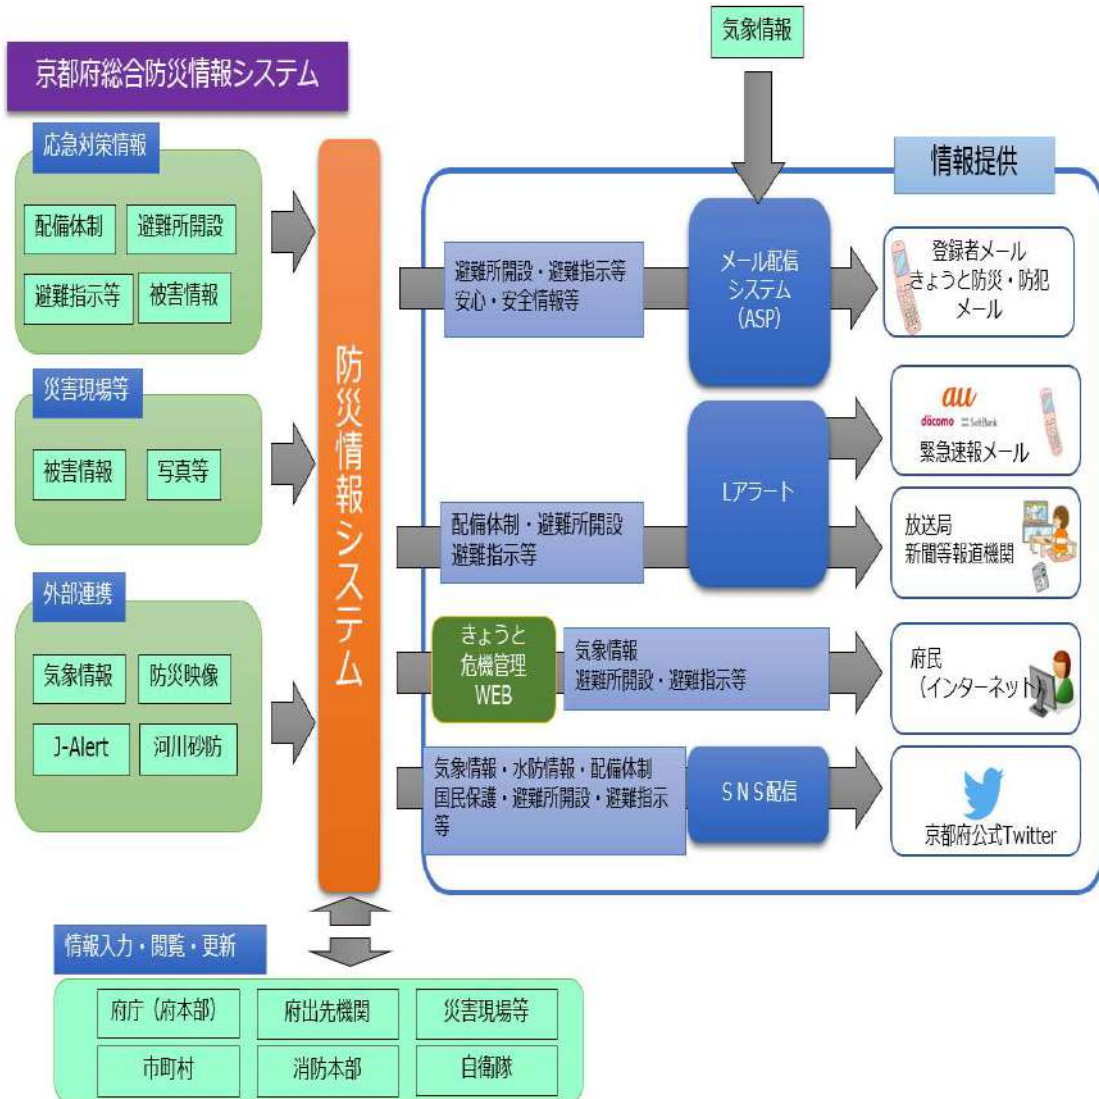 気象情報
京都府総合防災情報システム
応急対策情報
配備体制
避難所開設
避難指示等
被害情報
災害現場等
被害情報
写真等
外部連携
気象情報
防災映像
J-Alert
河川砂防
防災情報システム
情報提供
避難所開設・避難指示等
安心・安全情報等
メール配信
システム
(ASP)
登録者メール
きょうと防災・防犯
メール
配備体制・避難所開設
避難指示等
Lアラート
au
döcomo
SoftBank
緊急速報メール
放送局
新聞等報道機関
きょうと
危機管理
WEB
気象情報
避難所開設・避難指示等
府民
(インターネット)
気象情報・水防情報・配備体制
国民保護・避難所開設・避難指示
等
SNS配信
京都府公式Twitter
情報入力・閲覧・更新
府庁（府本部）
府出先機関
災害現場等
市町村
消防本部
自衛隊